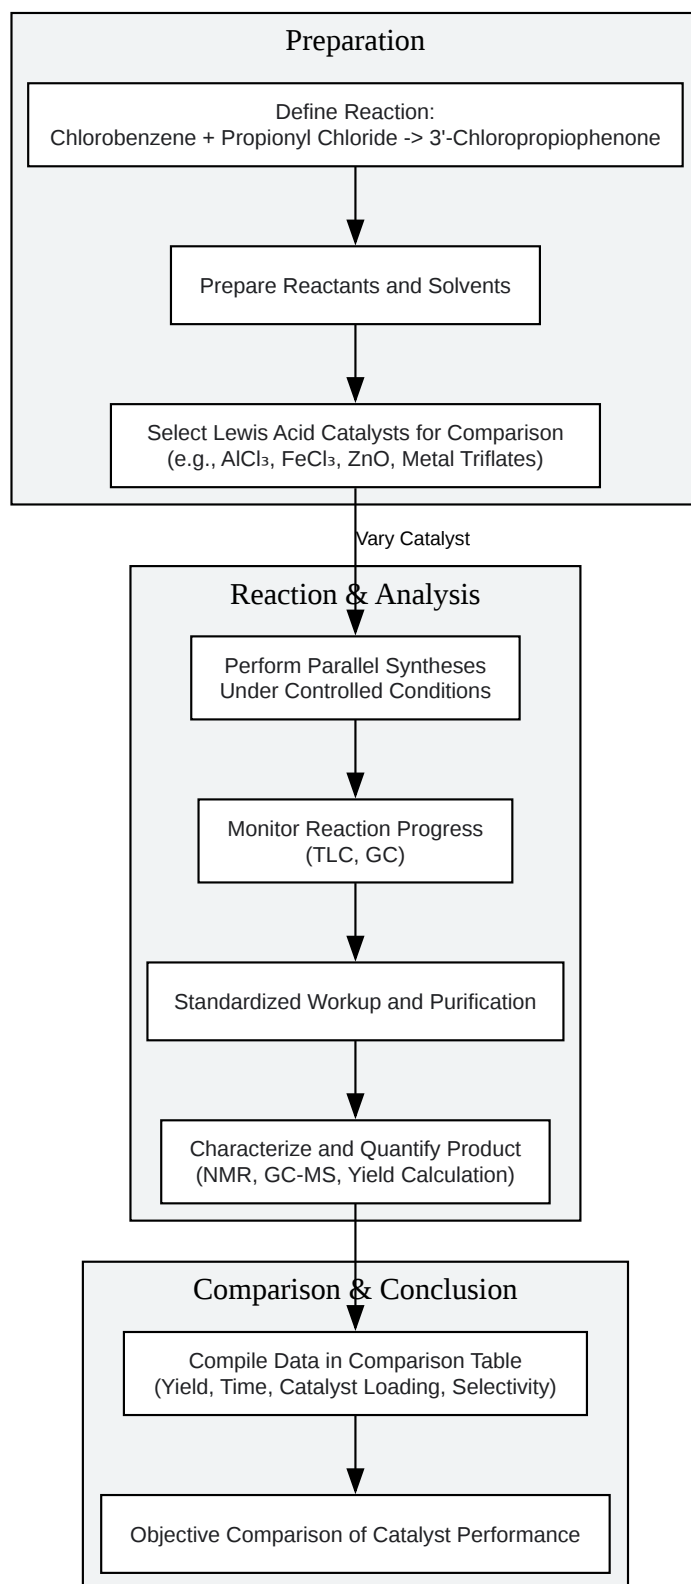 Preparation
Define Reaction:
Chlorobenzene + Propionyl Chloride -> 3'-Chloropropiophenone
Prepare Reactants and Solvents
Select Lewis Acid Catalysts for Comparison
(e.g., AlCl₃, FeCl₃, ZnO, Metal Triflates)
Vary Catalyst
Reaction & Analysis
Perform Parallel Syntheses
Under Controlled Conditions
Monitor Reaction Progress
(TLC, GC)
Standardized Workup and Purification
Characterize and Quantify Product
(NMR, GC-MS, Yield Calculation)
Comparison & Conclusion
Compile Data in Comparison Table
(Yield, Time, Catalyst Loading, Selectivity)
Objective Comparison of Catalyst Performance